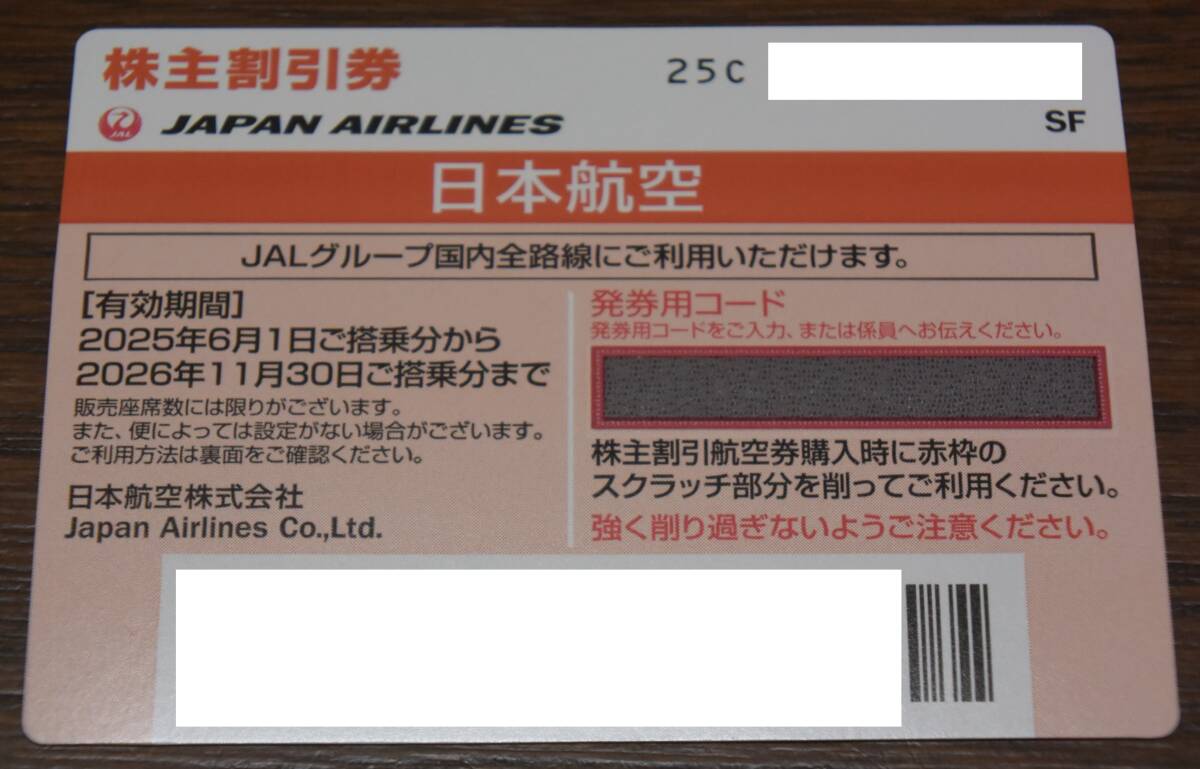 株主割引券
25C
JAL
JAPAN AIRLINES
SF
日本航空
JALグループ国内全路線にご利用いただけます。
[有効期間]
2025年6月1日ご搭乗分から
2026年11月30日ご搭乗分まで
販売座席数には限りがございます。
また、便によっては設定がない場合がございます。
ご利用方法は裏面をご確認ください。
日本航空株式会社
Japan Airlines Co.,Ltd.
発券用コード
発券用コードをご入力、または係員へお伝えください。
株主割引航空券購入時に赤枠の
スクラッチ部分を削ってご利用ください。
強く削り過ぎないようご注意ください。